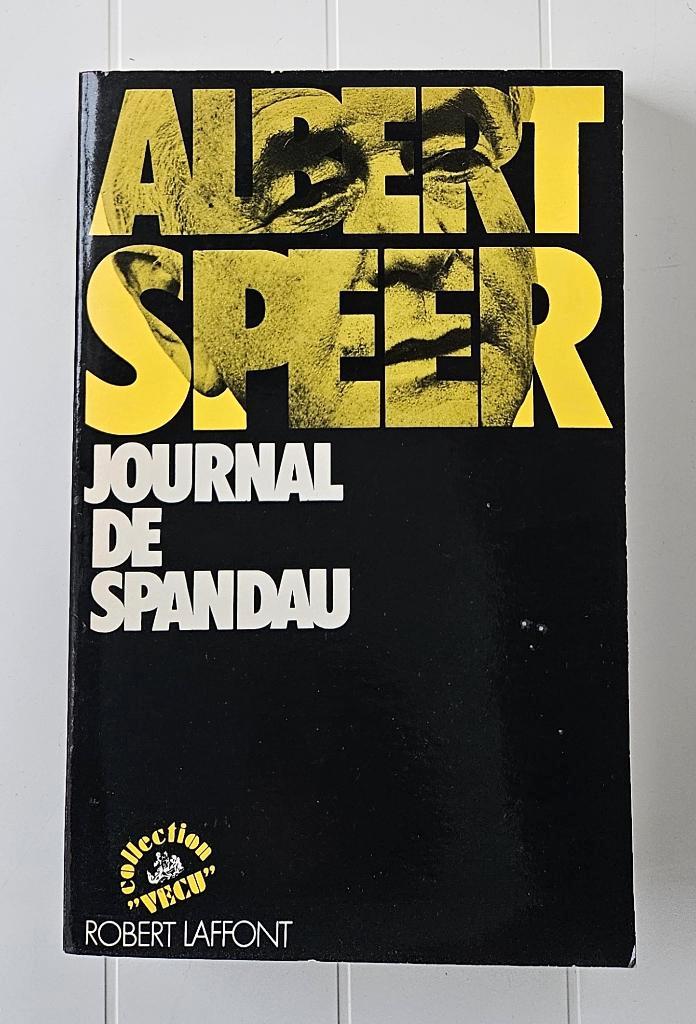 ALBERT
SPEER
JOURNAL
DE
SPANDAU
collection
"VECU"
ROBERT LAFFONT